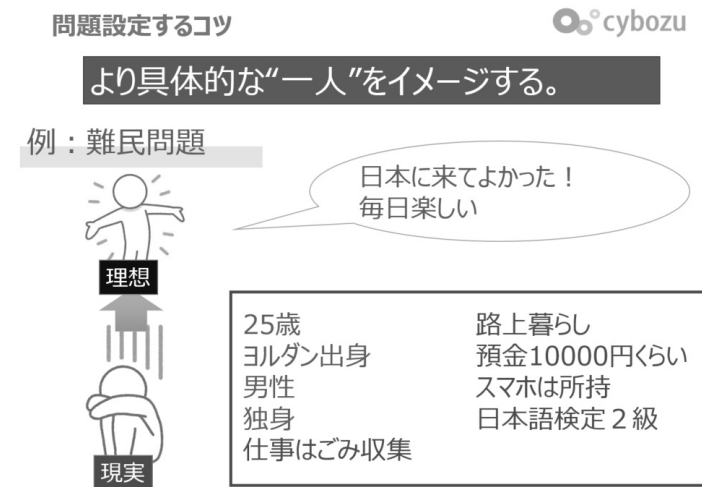 問題設定するコツ
cybozu
より具体的な“一人”をイメージする。
例：難民問題
日本に来てよかった！
毎日楽しい
理想
25歳
ヨルダン出身
男性
独身
仕事はごみ収集
路上暮らし
預金10000円くらい
スマホは所持
日本語検定２級
現実